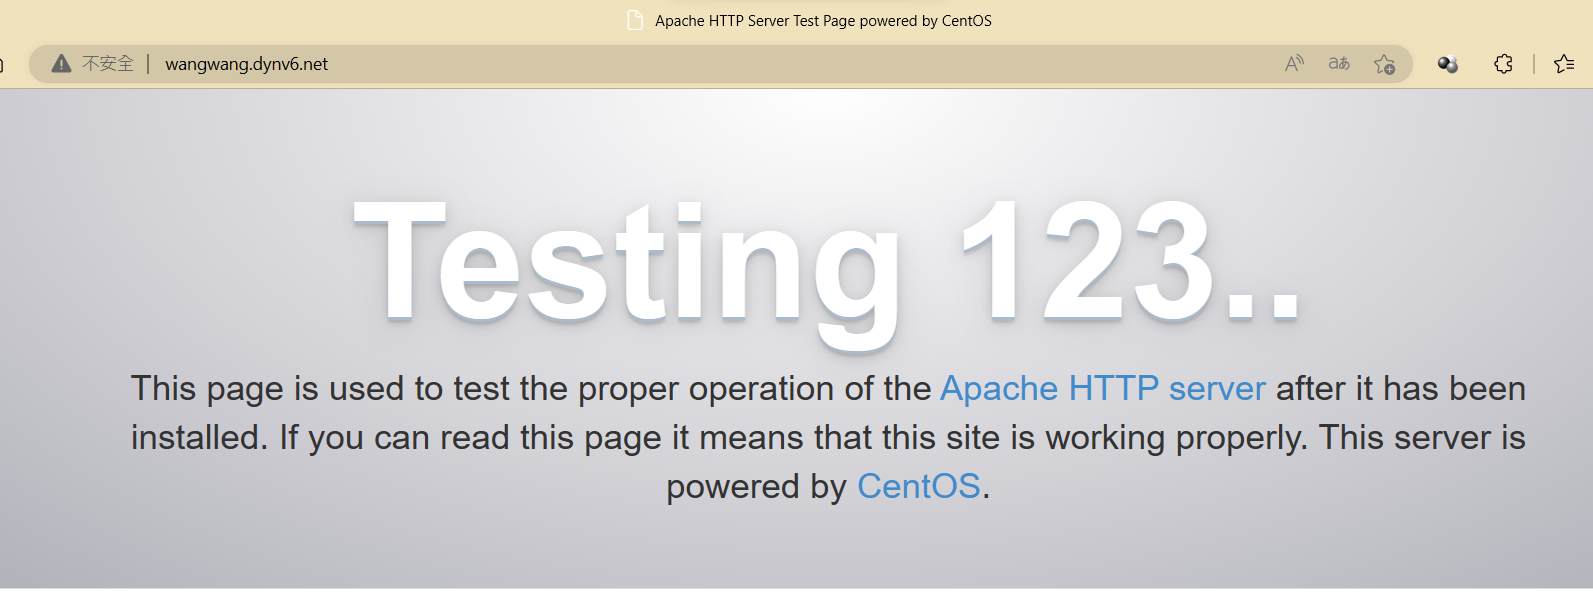 Apache HTTP Server Test Page powered by CentOS
不安全 | wangwang.dynv6.net
Testing 123..
This page is used to test the proper operation of the Apache HTTP server after it has been
installed. If you can read this page it means that this site is working properly. This server is
powered by CentOS.